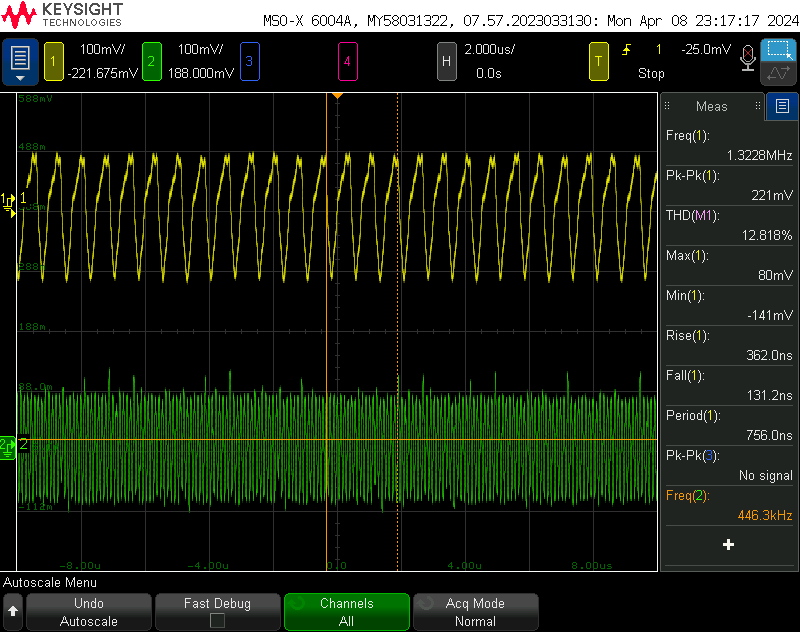 KEYSIGHT
TECHNOLOGIES
MSO-X 6004A, MY58031322, 07.57.2023033130: Mon Apr 08 23:17:17 2024
1 100mV/ 2 100mV/ 3 4 H 2.000us/ T 1 -25.0mV
-221.675mV 188.000mV 0.0s Stop
588mV
488m
288m
188m
88.0m
-112m
1
1
2
2
-8.00u -4.00u 0.0 4.00u 8.00us
Meas
Freq(1):
1.3228MHz
Pk-Pk(1):
221mV
THD(M1):
12.818%
Max(1):
80mV
Min(1):
-141mV
Rise(1):
362.0ns
Fall(1):
131.2ns
Period(1):
756.0ns
Pk-Pk(3):
No signal
Freq(2):
446.3kHz
Autoscale Menu
Undo
Autoscale
Fast Debug
Channels
All
Acq Mode
Normal